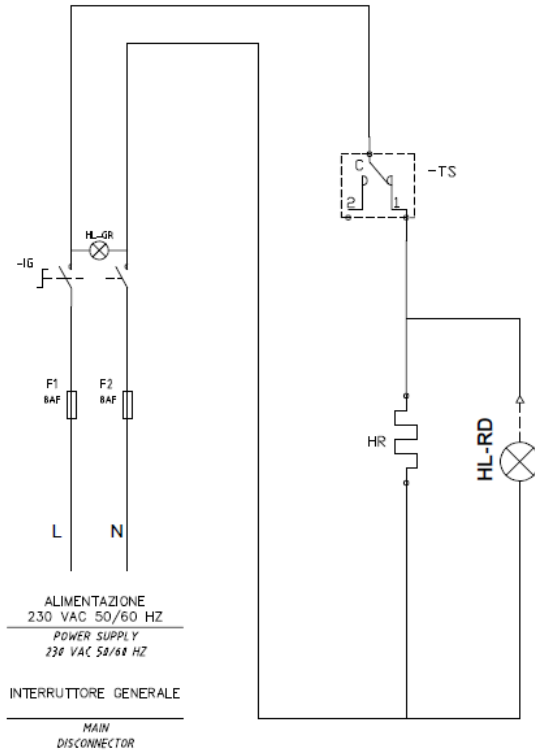 C
-TS
2 1
HL-GR
-IG
F1
8AF
F2
8AF
HR
HL-RD
L
N
ALIMENTAZIONE
230 VAC 50/60 HZ
POWER SUPPLY
230 VAC 50/60 HZ
INTERRUTTORE GENERALE
MAIN
DISCONNECTOR